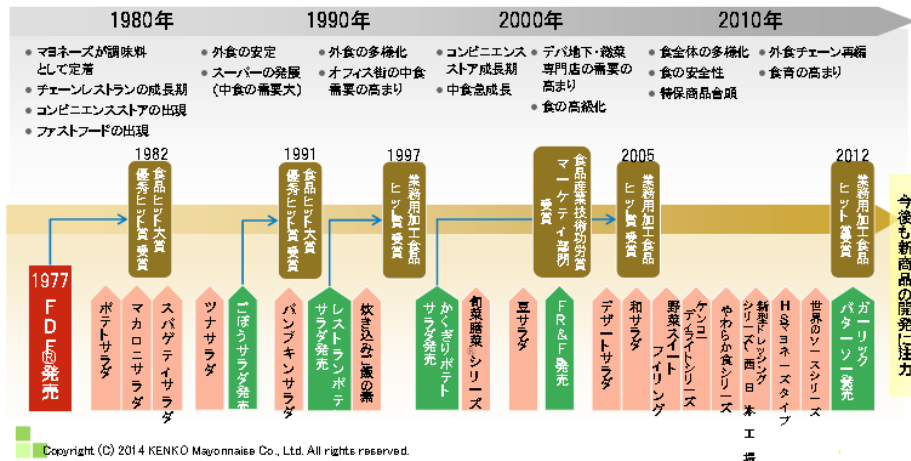 1980年
1990年
2000年
2010年
● マヨネーズが調味料
として定着
● チェーンレストランの成長期
● コンビニエンスストアの出現
● ファストフードの出現
● 外食の安定
● スーパーの発展
(中食の需要大)
● 外食の多様化
● オフィス街の中食
需要の高まり
● コンビニエンス
ストア成長期
● 中食急成長
● デパ地下・惣菜
専門店の需要の
高まり
● 食の高級化
● 食全体の多様化
● 食の安全性
● 特保商品台頭
● 外食チェーン再編
● 食育の高まり
1982
食品ヒット大賞
優秀ヒット賞 受賞
1991
食品ヒット大賞
優秀ヒット賞 受賞
1997
業務用加工食品
ヒット賞 受賞
食品産業技術功労賞
マーケティング部門
受賞
2005
業務用加工食品
ヒット賞 受賞
2012
業務用加工食品
ヒット賞 受賞
今後も新商品の開発に注力
1977
FDF®発売
ポテトサラダ
マカロニサラダ
スパゲティサラダ
ツナサラダ
ごぼうサラダ発売
パンプキンサラダ
レストランポテト
サラダ発売
炊き込みご飯の素
かくぎりポテト
サラダ発売
旬菜膳菜®シリーズ
豆サラダ
FR&FD発売
デザートサラダ
和サラダ
野菜スイート
フィリング
ケンコー
デライトシリーズ
やわらか食シリーズ
新型ドレッシング
シリーズ(西日本工場
HSマヨネーズタイプ
世界のソースシリーズ
ガーリック
バターソース発売
Copyright (C) 2014 KENKO Mayonnaise Co., Ltd. All rights reserved.